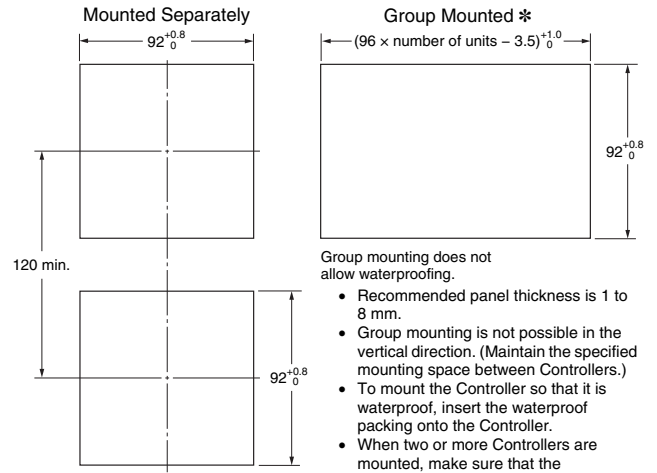 Mounted Separately
92 +0.8 0
120 min.
92 +0.8 0
Group Mounted *
(96 × number of units − 3.5) +1.0 0
92 +0.8 0
Group mounting does not
allow waterproofing.
• Recommended panel thickness is 1 to
8 mm.
• Group mounting is not possible in the
vertical direction. (Maintain the specified
mounting space between Controllers.)
• To mount the Controller so that it is
waterproof, insert the waterproof
packing onto the Controller.
• When two or more Controllers are
mounted, make sure that the